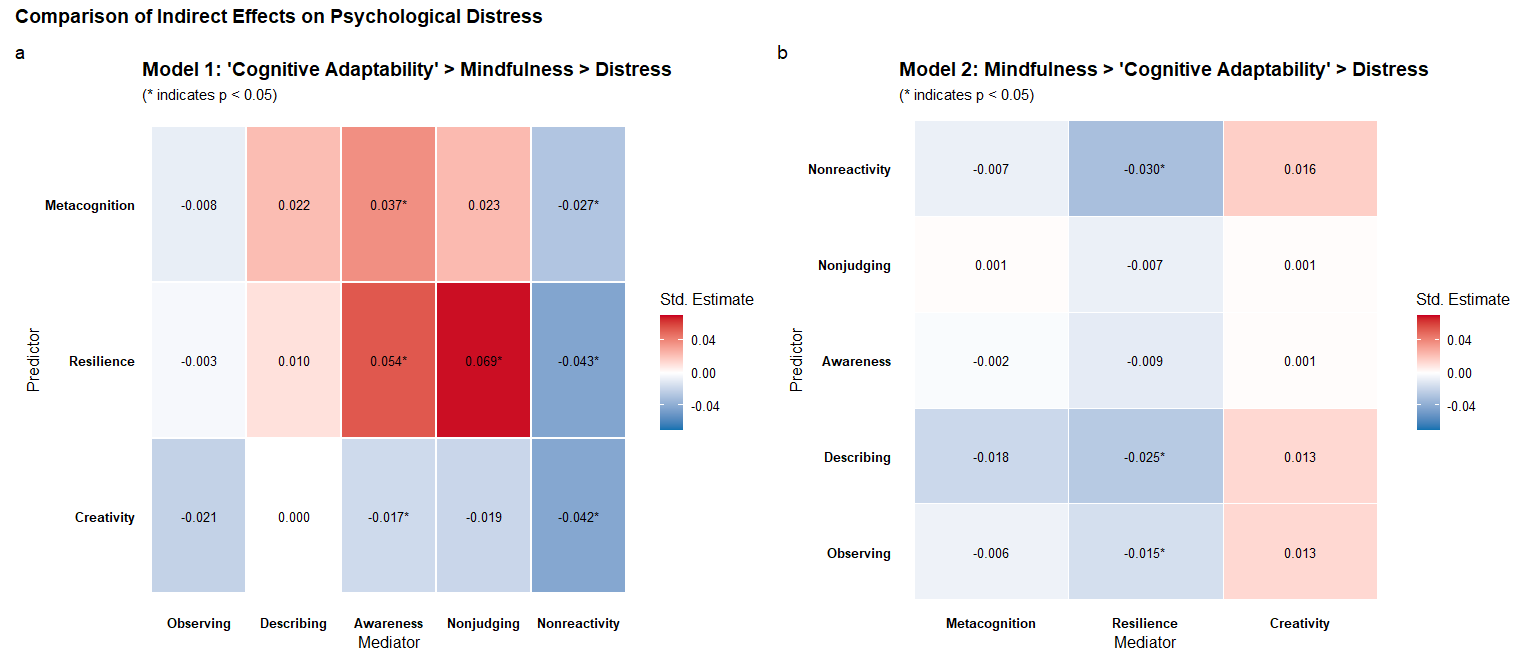 Comparison of Indirect Effects on Psychological Distress
a
Model 1: 'Cognitive Adaptability' > Mindfulness > Distress
(* indicates p < 0.05)
Predictor
Metacognition -0.008 0.022 0.037* 0.023 -0.027*
Resilience -0.003 0.010 0.054* 0.069* -0.043*
Creativity -0.021 0.000 -0.017* -0.019 -0.042*
Observing Describing Awareness Nonjudging Nonreactivity
Mediator
Std. Estimate
0.04
0.00
-0.04
b
Model 2: Mindfulness > 'Cognitive Adaptability' > Distress
(* indicates p < 0.05)
Predictor
Nonreactivity -0.007 -0.030* 0.016
Nonjudging 0.001 -0.007 0.001
Awareness -0.002 -0.009 0.001
Describing -0.018 -0.025* 0.013
Observing -0.006 -0.015* 0.013
Metacognition Resilience Creativity
Mediator
Std. Estimate
0.04
0.00
-0.04